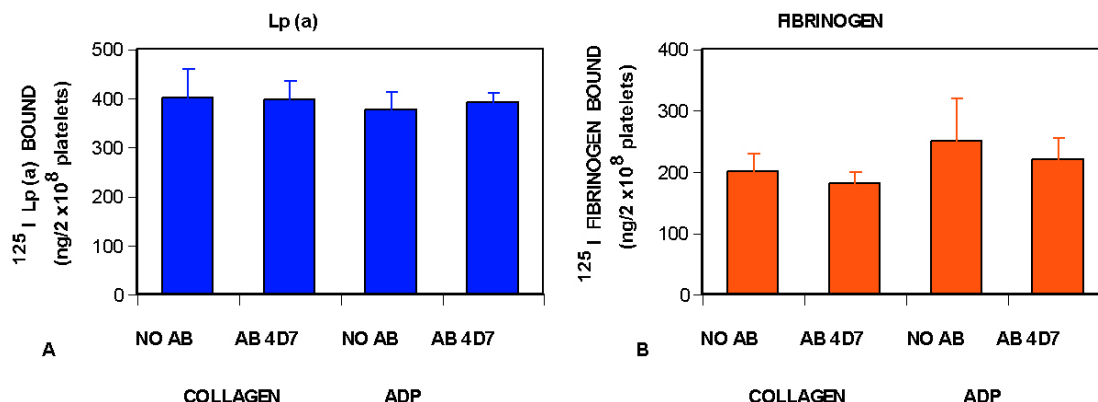 Lp (a)
500
400
300
200
100
0
125 I Lp (a) BOUND
(ng/2 x10^8 platelets)
NO AB AB 4D7 NO AB AB 4D7
A
COLLAGEN ADP
FIBRINOGEN
400
300
200
100
0
125 I FIBRINOGEN BOUND
(ng/2 x10^8 platelets)
NO AB AB 4D7 NO AB AB 4D7
B
COLLAGEN ADP